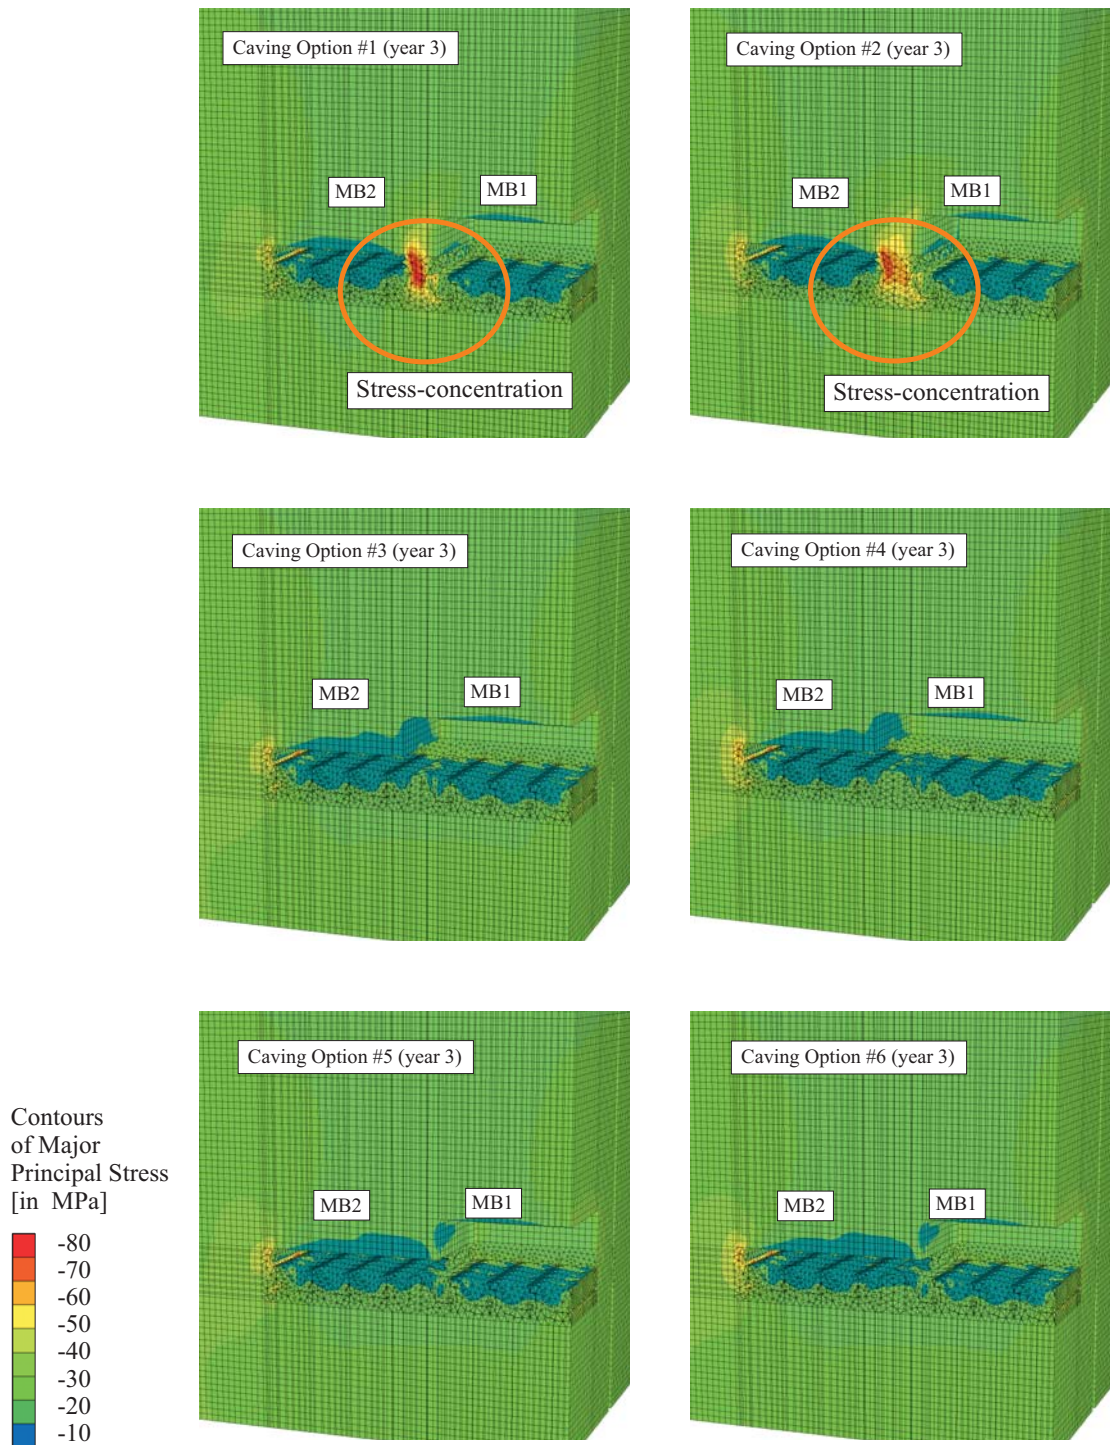 Caving Option #1 (year 3)
MB2
MB1
Stress-concentration
Caving Option #2 (year 3)
MB2
MB1
Stress-concentration
Caving Option #3 (year 3)
MB2
MB1
Caving Option #4 (year 3)
MB2
MB1
Caving Option #5 (year 3)
MB2
MB1
Caving Option #6 (year 3)
MB2
MB1
Contours
of Major
Principal Stress
[in MPa]
-80
-70
-60
-50
-40
-30
-20
-10